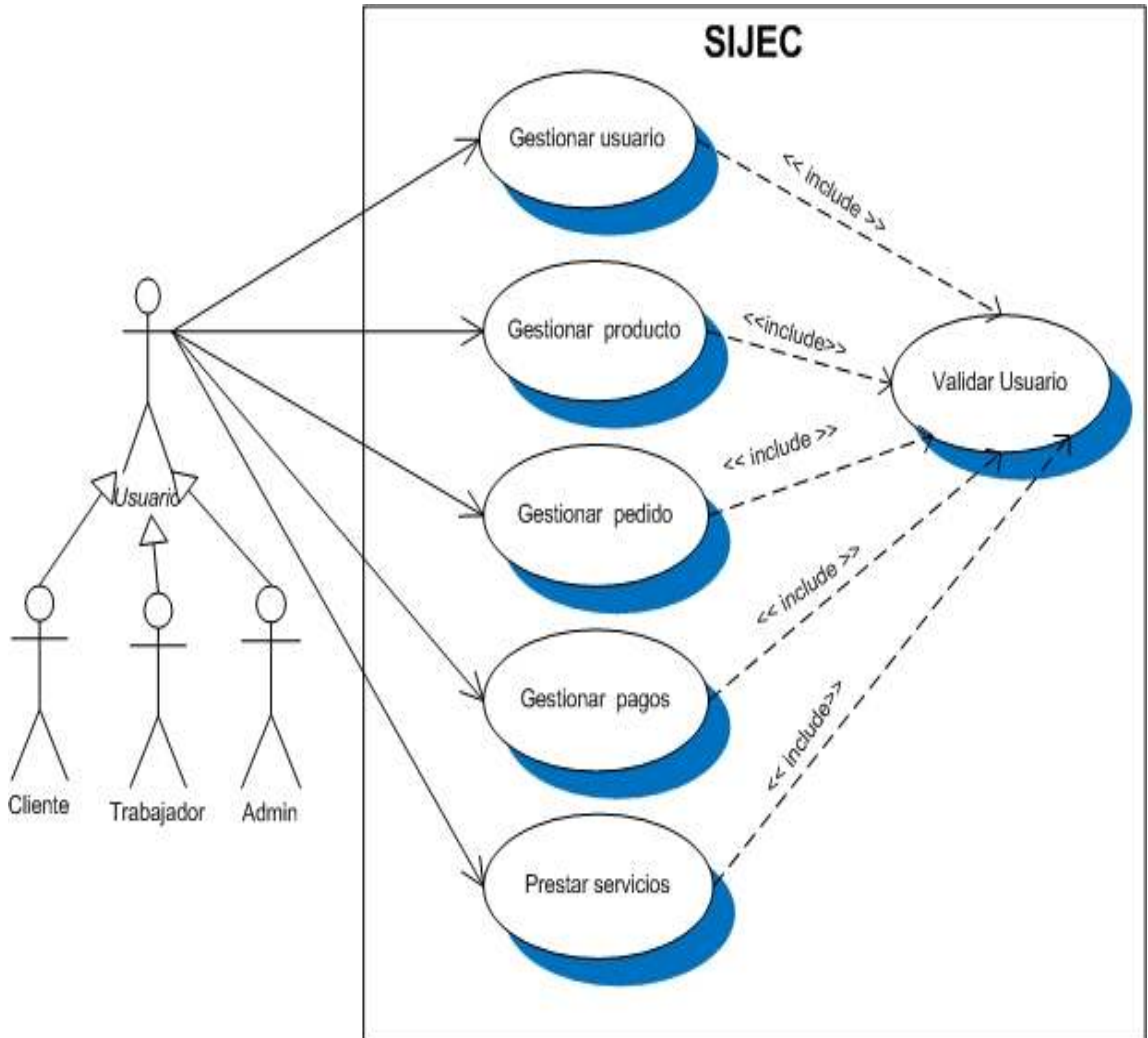 SIJEC
Gestionar usuario
<< include >>
Gestionar producto
<<include>>
Validar Usuario
Gestionar pedido
<< include >>
Usuario
Gestionar pagos
<< include >>
Cliente
Trabajador
Admin
Prestar servicios
<< include>>